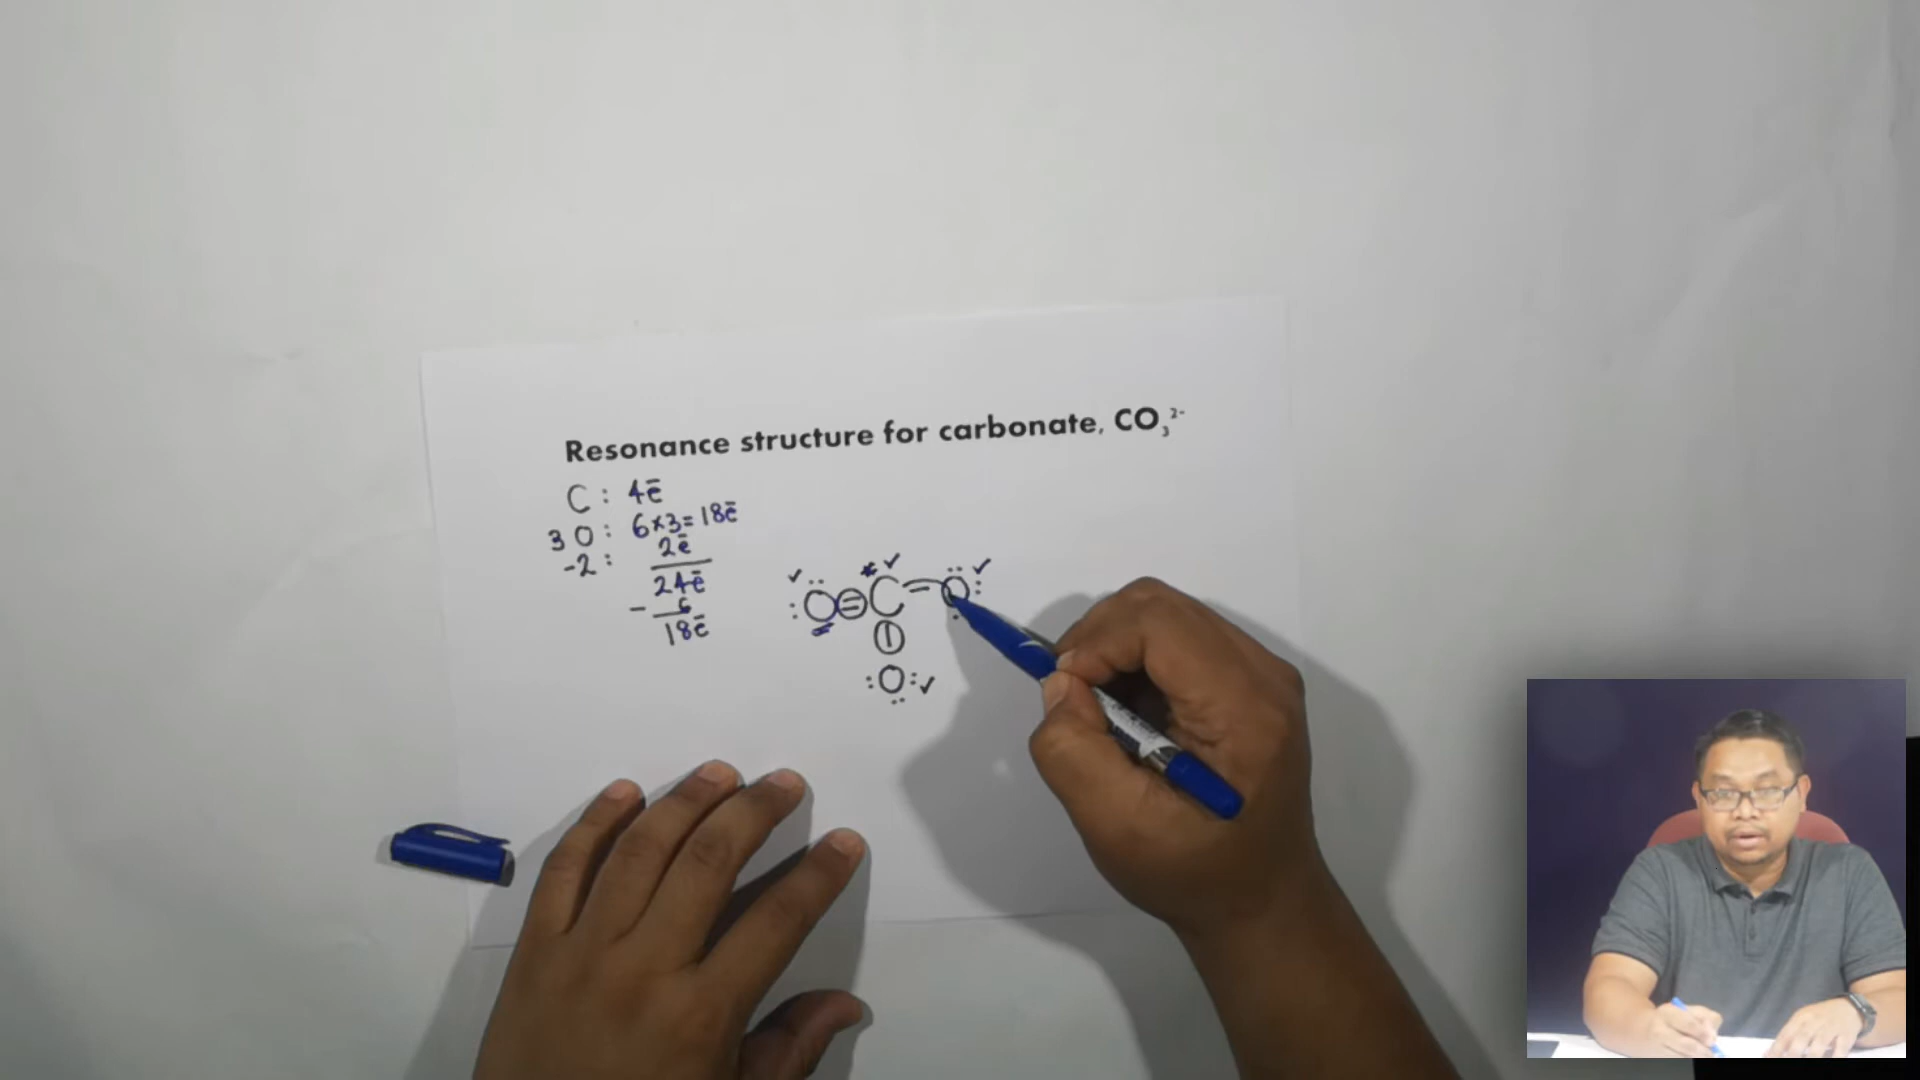 Resonance structure for carbonate, CO₃²⁻
C : 4ē
3 O : 6×3=18ē
-2 : 2ē
24ē
- 6
18ē
:O=C=O:
:O: